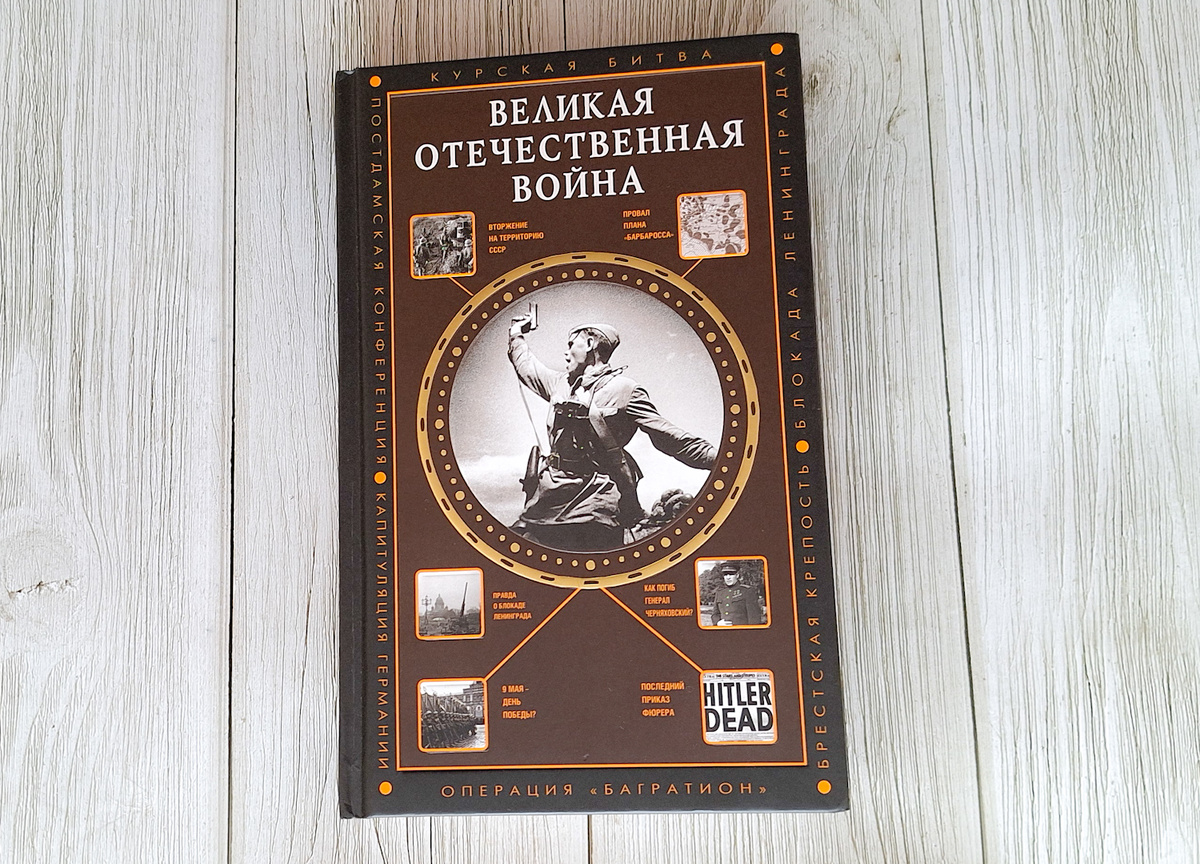 КУРСКАЯ БИТВА
ВЕЛИКАЯ
ОТЕЧЕСТВЕННАЯ
ВОЙНА
ВТОРЖЕНИЕ
НА ТЕРРИТОРИЮ
СССР
ПРОВАЛ
ПЛАНА
«БАРБАРОССА»
ПРАВДА
О БЛОКАДЕ
ЛЕНИНГРАДА
КАК ПОГИБ
ГЕНЕРАЛ
ЧЕРНЯХОВСКИЙ?
9 МАЯ -
ДЕНЬ
ПОБЕДЫ?
ПОСЛЕДНИЙ
ПРИКАЗ
ФЮРЕРА
HITLER
DEAD
ПОСТДАМСКАЯ КОНФЕРЕНЦИЯ
КАПИТУЛЯЦИЯ ГЕРМАНИИ
БЛОКАДА ЛЕНИНГРАДА
БРЕСТСКАЯ КРЕПОСТЬ
ОПЕРАЦИЯ «БАГРАТИОН»